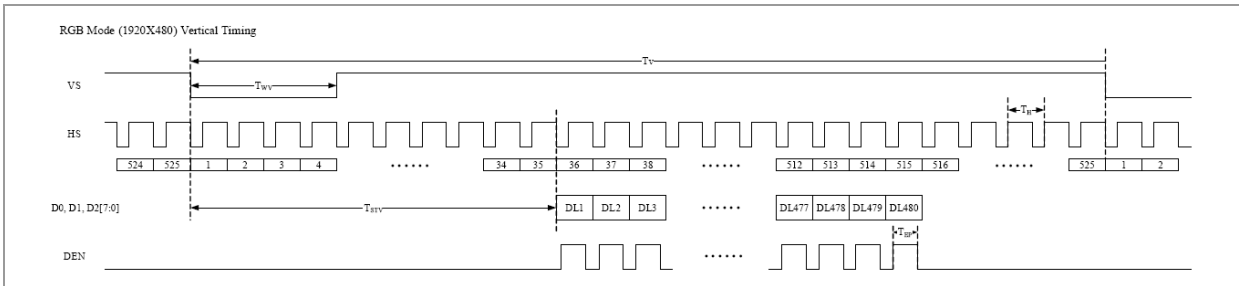 RGB Mode (1920X480) Vertical Timing
TV
VS
TWV
TH
HS
524 525 1 2 3 4 ······ 34 35 36 37 38 ······ 512 513 514 515 516 ······ 525 1 2
D0, D1, D2[7:0] TSTV DL1 DL2 DL3 ······ DL477 DL478 DL479 DL480
TEP
DEN ······